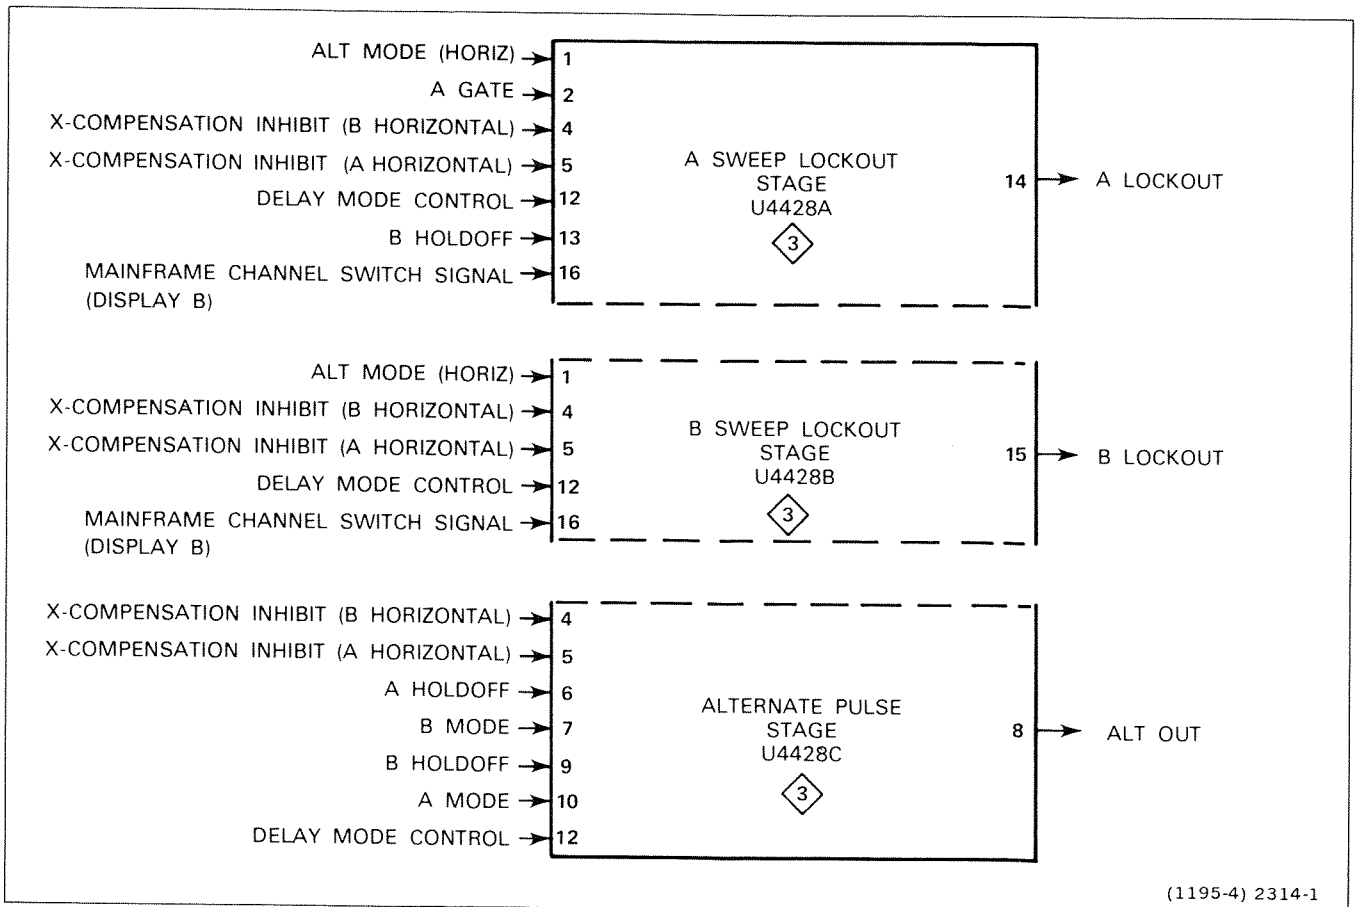 ALT MODE (HORIZ) 1
A GATE 2
X-COMPENSATION INHIBIT (B HORIZONTAL) 4
X-COMPENSATION INHIBIT (A HORIZONTAL) 5
DELAY MODE CONTROL 12
B HOLDOFF 13
MAINFRAME CHANNEL SWITCH SIGNAL 16
(DISPLAY B)
A SWEEP LOCKOUT
STAGE
U4428A
3
14 A LOCKOUT
ALT MODE (HORIZ) 1
X-COMPENSATION INHIBIT (B HORIZONTAL) 4
X-COMPENSATION INHIBIT (A HORIZONTAL) 5
DELAY MODE CONTROL 12
MAINFRAME CHANNEL SWITCH SIGNAL 16
(DISPLAY B)
B SWEEP LOCKOUT
STAGE
U4428B
3
15 B LOCKOUT
X-COMPENSATION INHIBIT (B HORIZONTAL) 4
X-COMPENSATION INHIBIT (A HORIZONTAL) 5
A HOLDOFF 6
B MODE 7
B HOLDOFF 9
A MODE 10
DELAY MODE CONTROL 12
ALTERNATE PULSE
STAGE
U4428C
3
8 ALT OUT
(1195-4) 2314-1